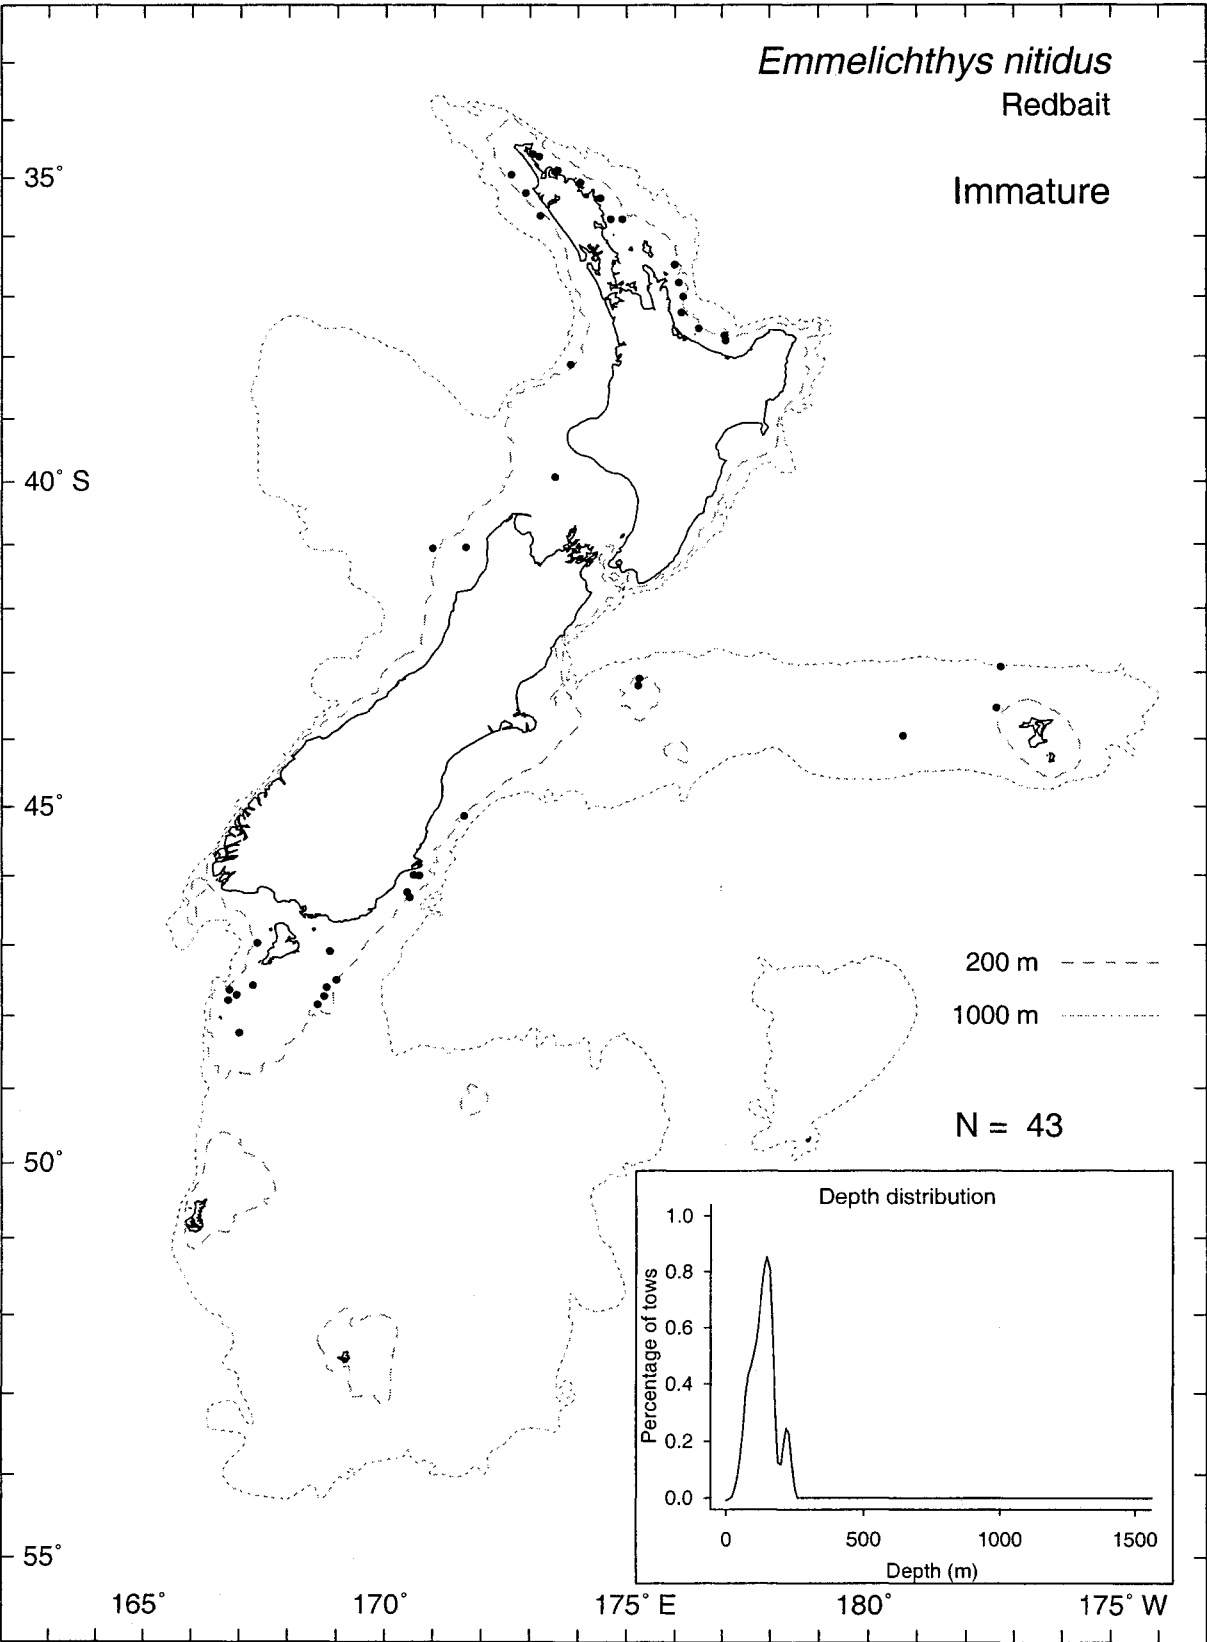 Emmelichthys nitidus
Redbait
Immature
35°
40° S
45°
50°
55°
200 m
1000 m
N = 43
Depth distribution
Percentage of tows
1.0
0.8
0.6
0.4
0.2
0.0
0 500 1000 1500
Depth (m)
165° 170° 175° E 180° 175° W